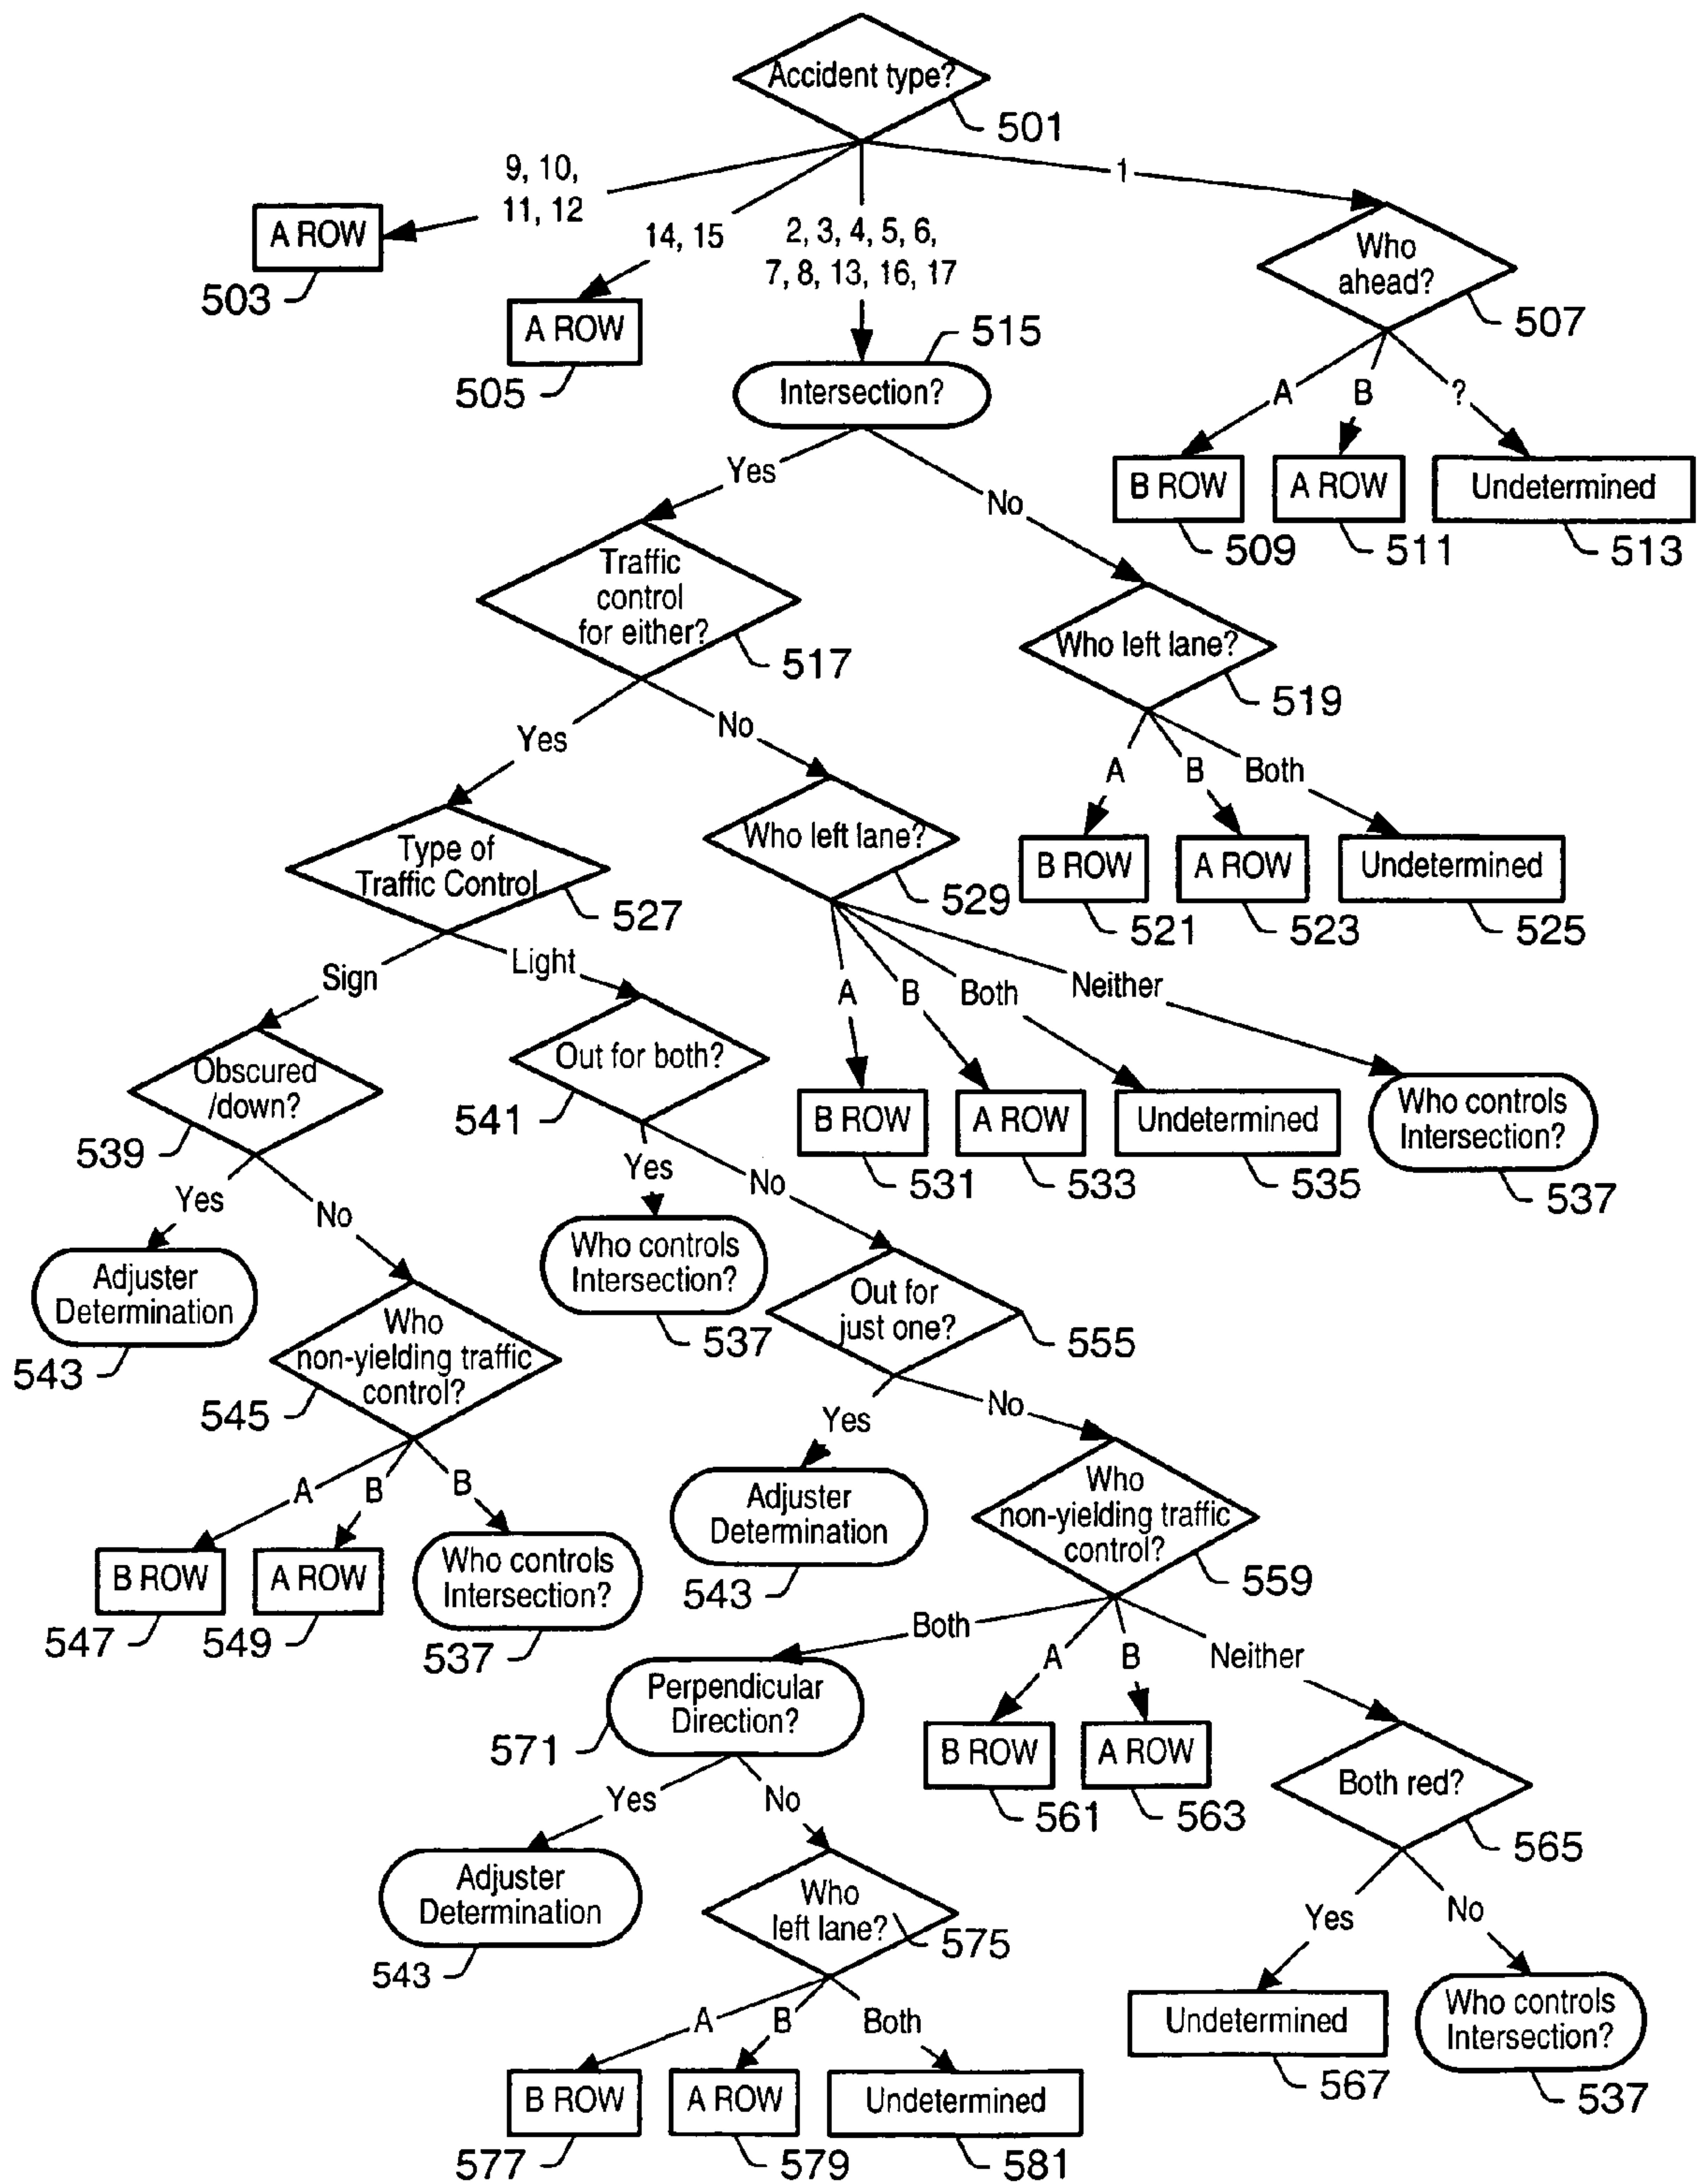 Accident type?
501
9, 10,
11, 12
1
A ROW
503
14, 15
2, 3, 4, 5, 6,
7, 8, 13, 16, 17
Who
ahead?
507
A ROW
505
515
Intersection?
A
B
?
B ROW
A ROW
Undetermined
509
511
513
Yes
No
Traffic
control
for either?
517
Who left lane?
519
Yes
No
A
B
Both
Type of
Traffic Control
527
Who left lane?
529
B ROW
A ROW
Undetermined
521
523
525
Sign
Light
A
B
Both
Neither
Obscured
/down?
539
Out for both?
541
B ROW
A ROW
Undetermined
Who controls
Intersection?
531
533
535
537
Yes
No
Yes
No
Adjuster
Determination
543
Who controls
Intersection?
537
Who
non-yielding traffic
control?
545
Out for
just one?
555
Yes
No
A
B
B
B ROW
A ROW
Who controls
Intersection?
547
549
537
Adjuster
Determination
543
Who
non-yielding traffic
control?
559
Both
A
B
Neither
Perpendicular
Direction?
571
B ROW
A ROW
561
563
Both red?
565
Yes
No
Adjuster
Determination
543
Who
left lane?
575
Yes
No
A
B
Both
Undetermined
Who controls
Intersection?
567
537
B ROW
A ROW
Undetermined
577
579
581